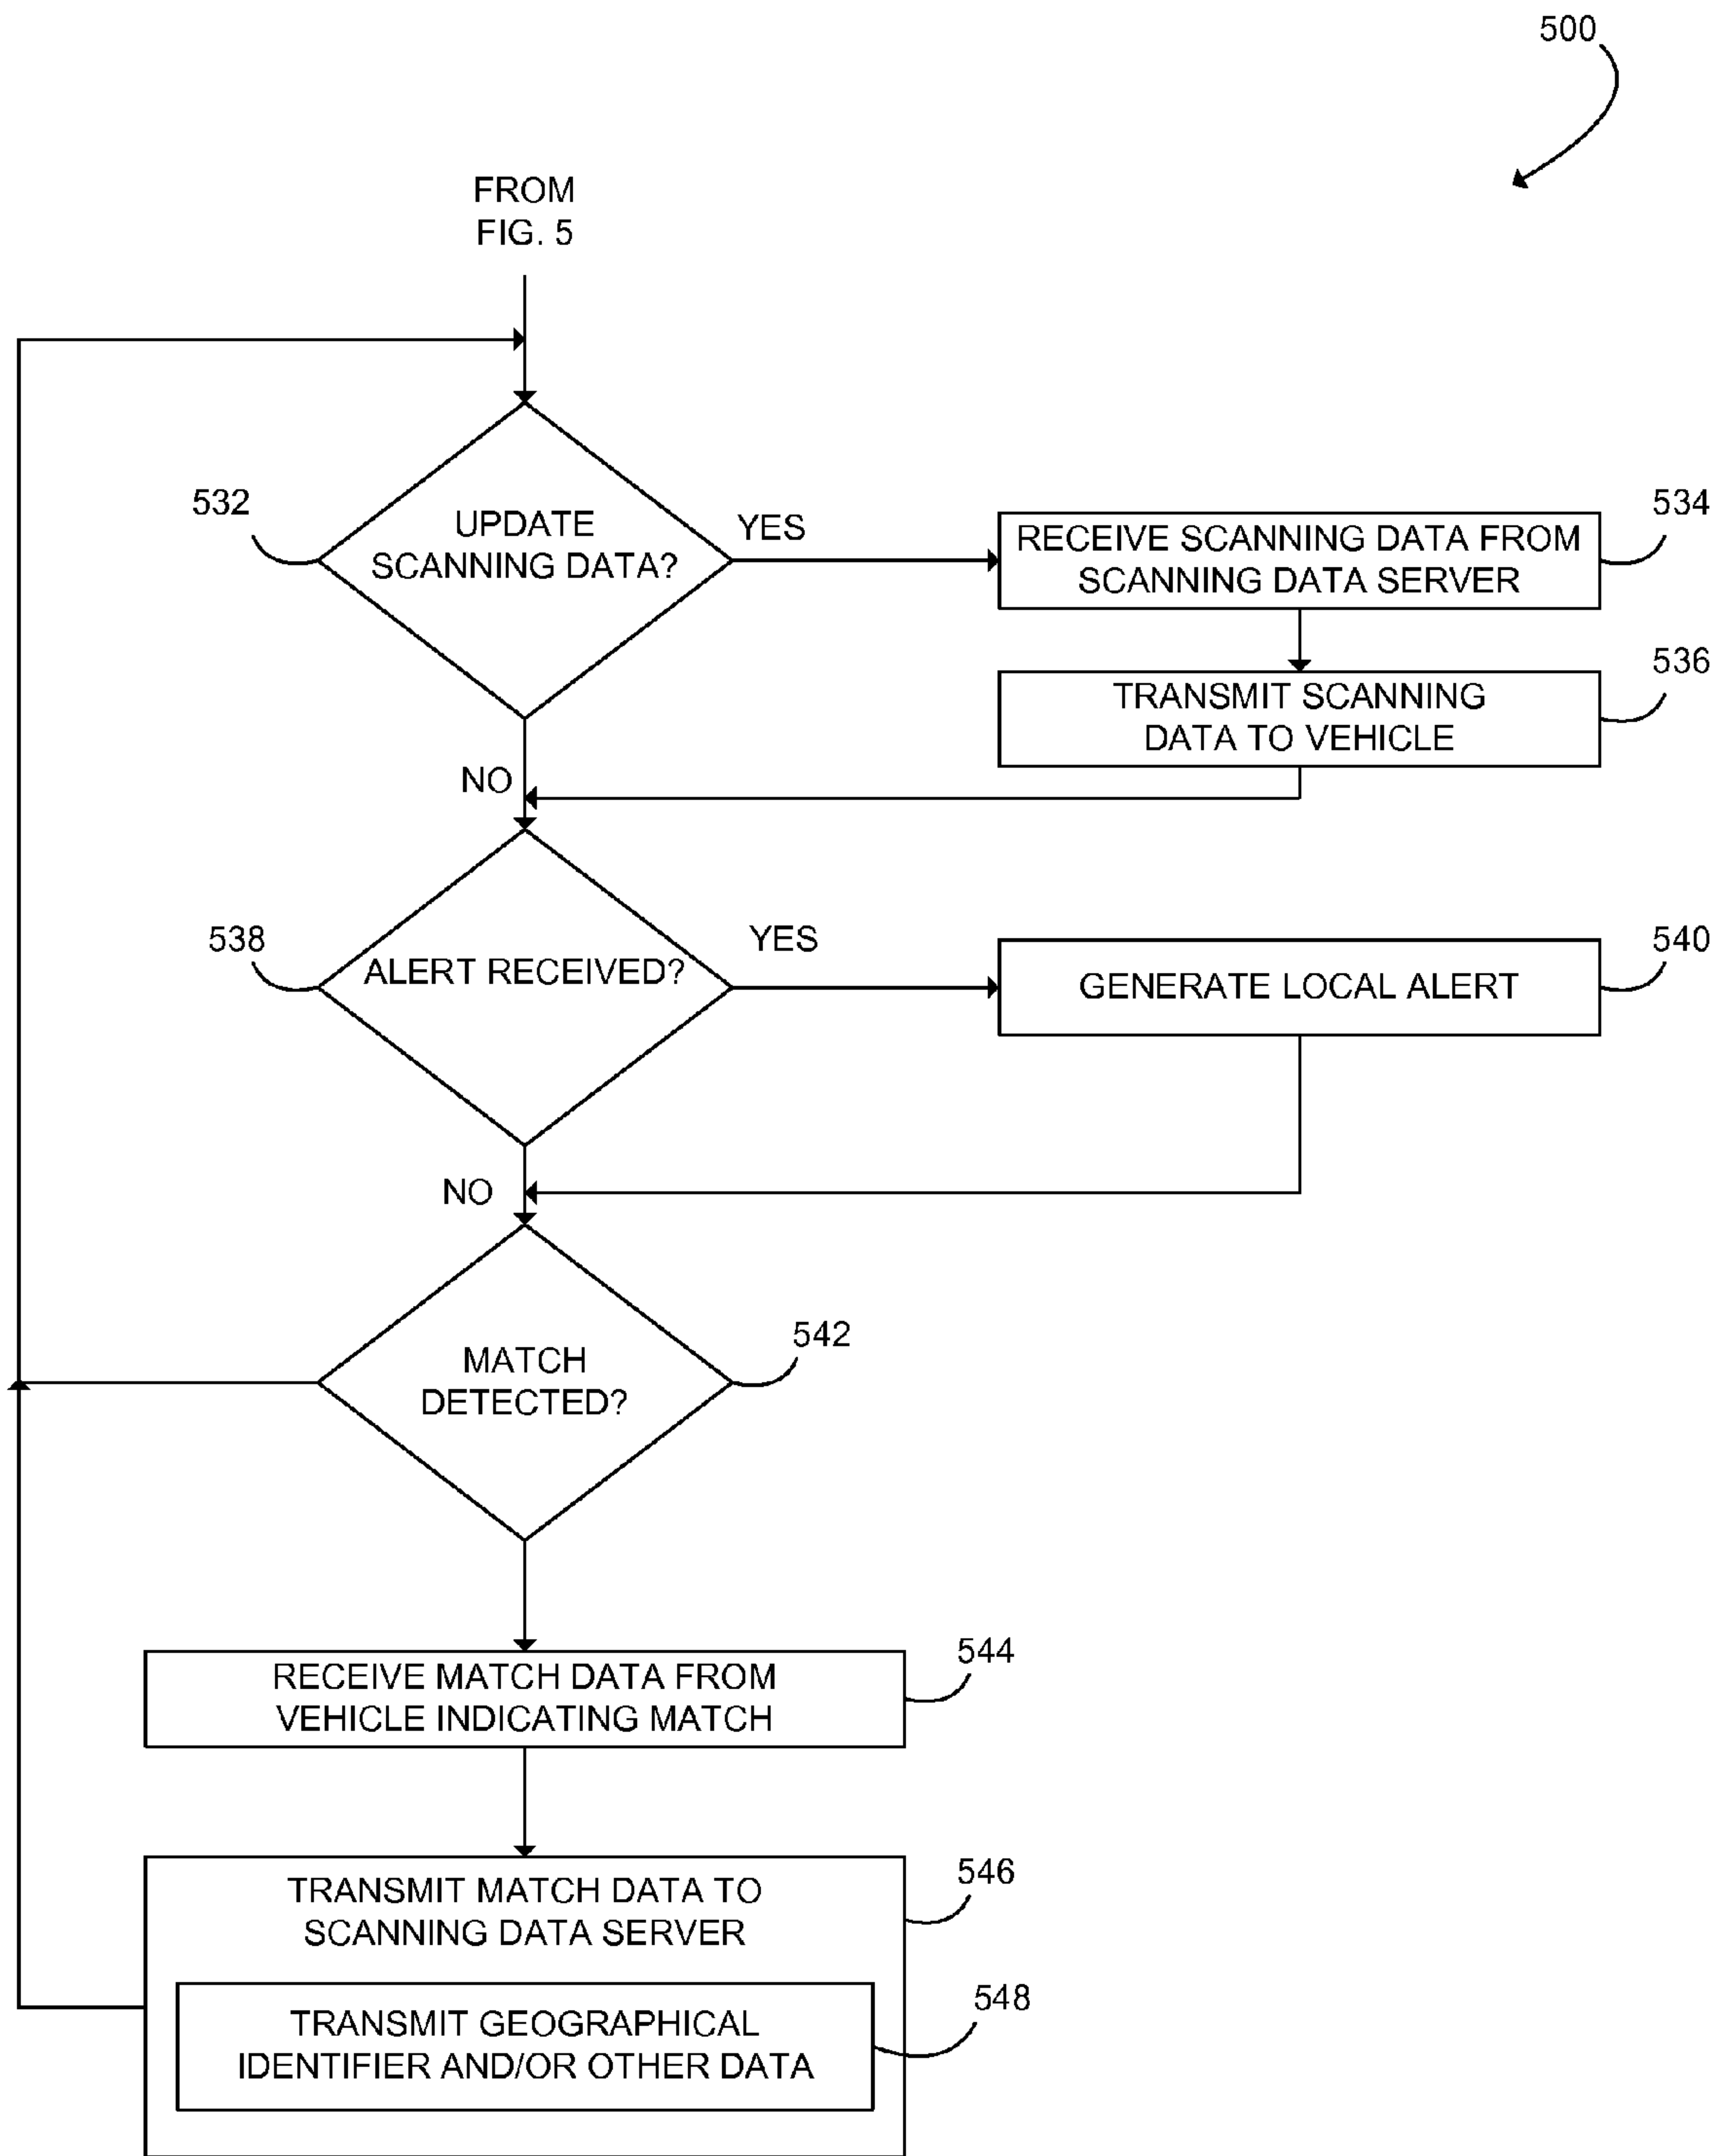 500
FROM
FIG. 5
532
UPDATE
SCANNING DATA?
YES
RECEIVE SCANNING DATA FROM
SCANNING DATA SERVER
534
TRANSMIT SCANNING
DATA TO VEHICLE
536
NO
538
ALERT RECEIVED?
YES
GENERATE LOCAL ALERT
540
NO
MATCH
DETECTED?
542
RECEIVE MATCH DATA FROM
VEHICLE INDICATING MATCH
544
TRANSMIT MATCH DATA TO
SCANNING DATA SERVER
546
TRANSMIT GEOGRAPHICAL
IDENTIFIER AND/OR OTHER DATA
548